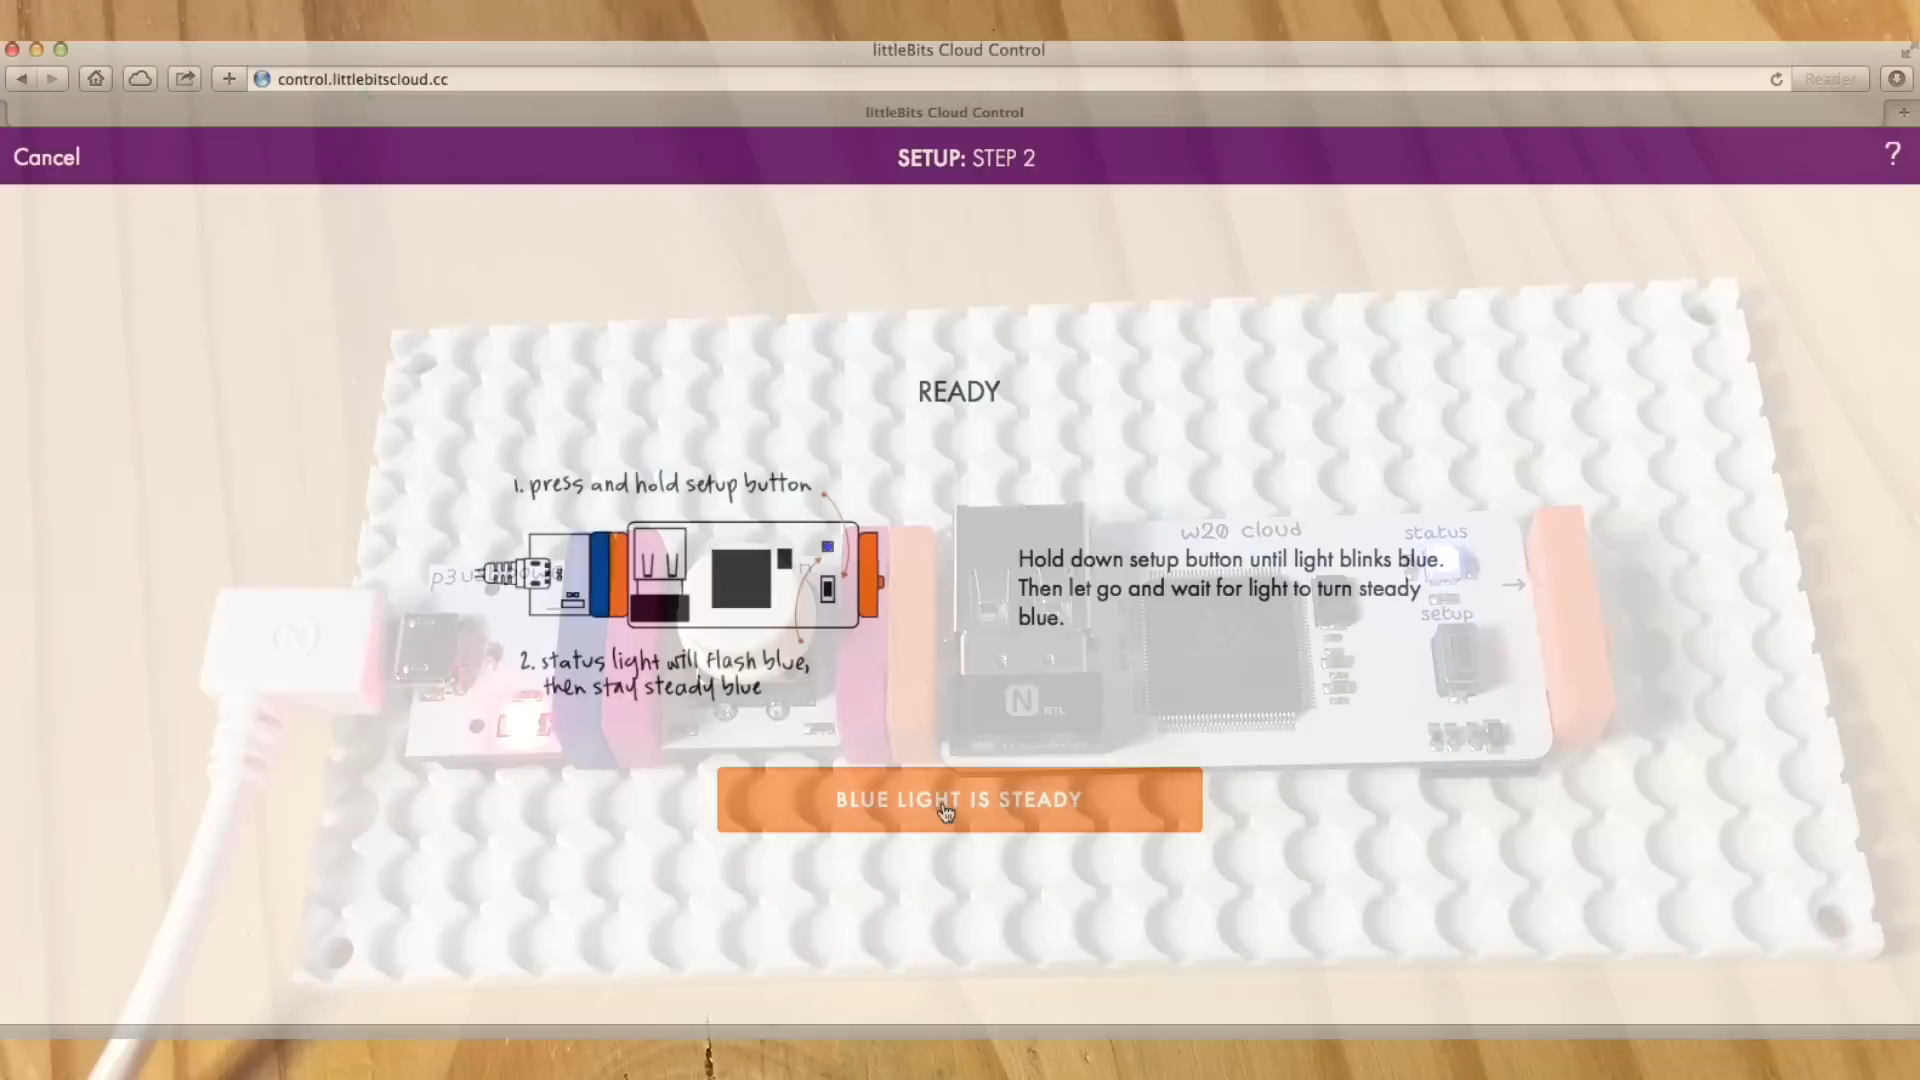 littleBits Cloud Control
control.littlebitscloud.cc
Reader
littleBits Cloud Control
Cancel
SETUP: STEP 2
?
READY
1. press and hold setup button
w20 cloud
status
Hold down setup button until light blinks blue.
Then let go and wait for light to turn steady
blue.
setup
p3
2. status light will flash blue,
then stay steady blue
N
BLUE LIGHT IS STEADY